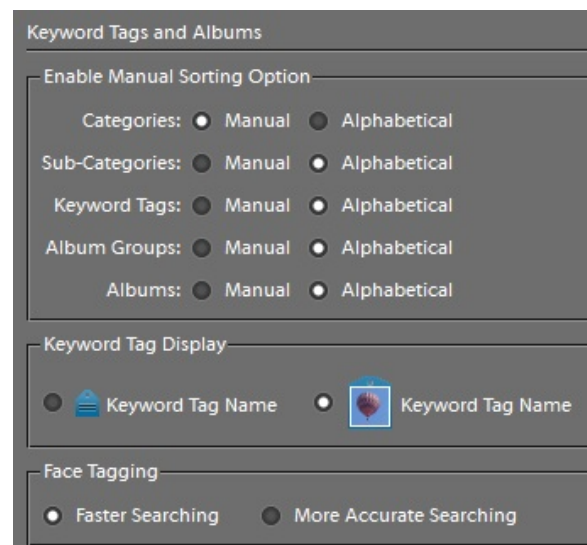 Keyword Tags and Albums
Enable Manual Sorting Option
Categories: Manual Alphabetical
Sub-Categories: Manual Alphabetical
Keyword Tags: Manual Alphabetical
Album Groups: Manual Alphabetical
Albums: Manual Alphabetical
Keyword Tag Display
Keyword Tag Name Keyword Tag Name
Face Tagging
Faster Searching More Accurate Searching